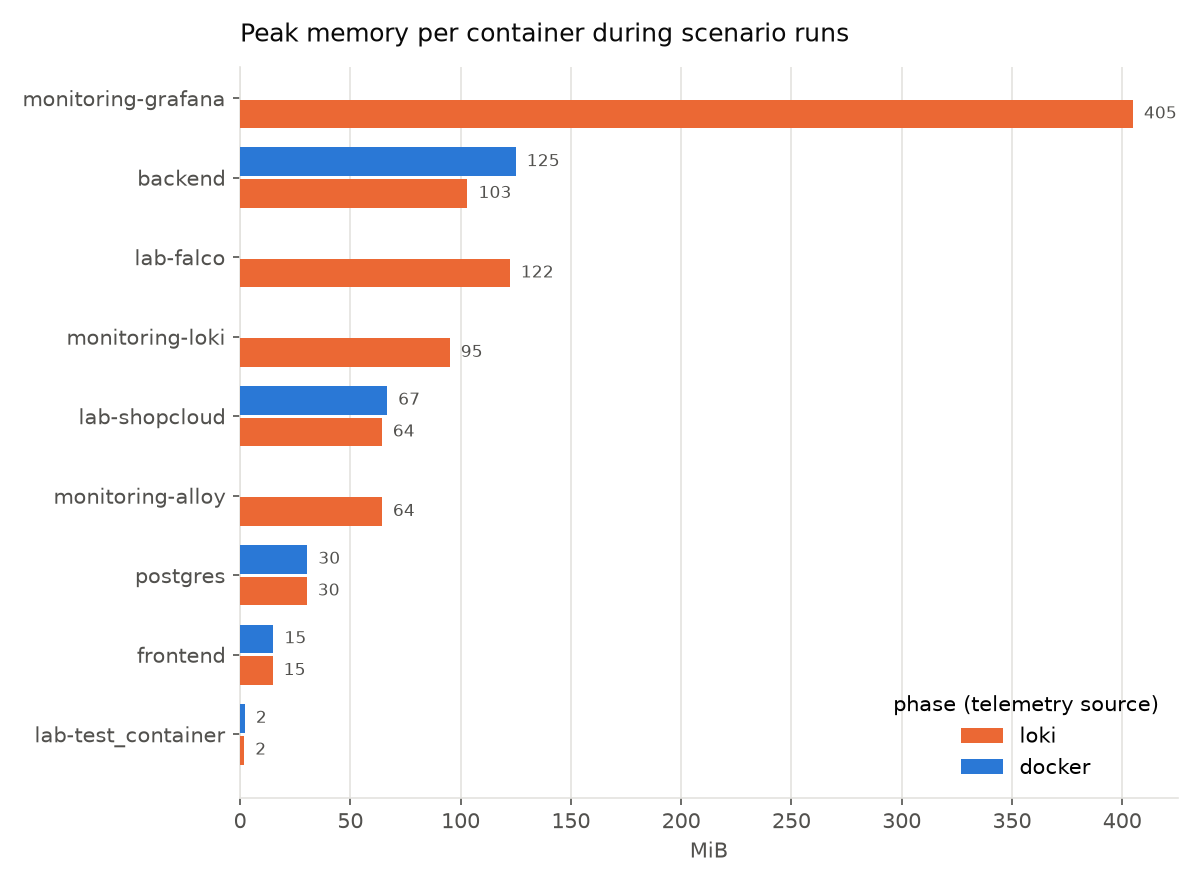 Peak memory per container during scenario runs
monitoring-grafana
405
backend
125
103
lab-falco
122
monitoring-loki
95
lab-shopcloud
67
64
monitoring-alloy
64
postgres
30
30
frontend
15
15
lab-test_container
2
2
phase (telemetry source)
loki
docker
0 50 100 150 200 250 300 350 400
MiB